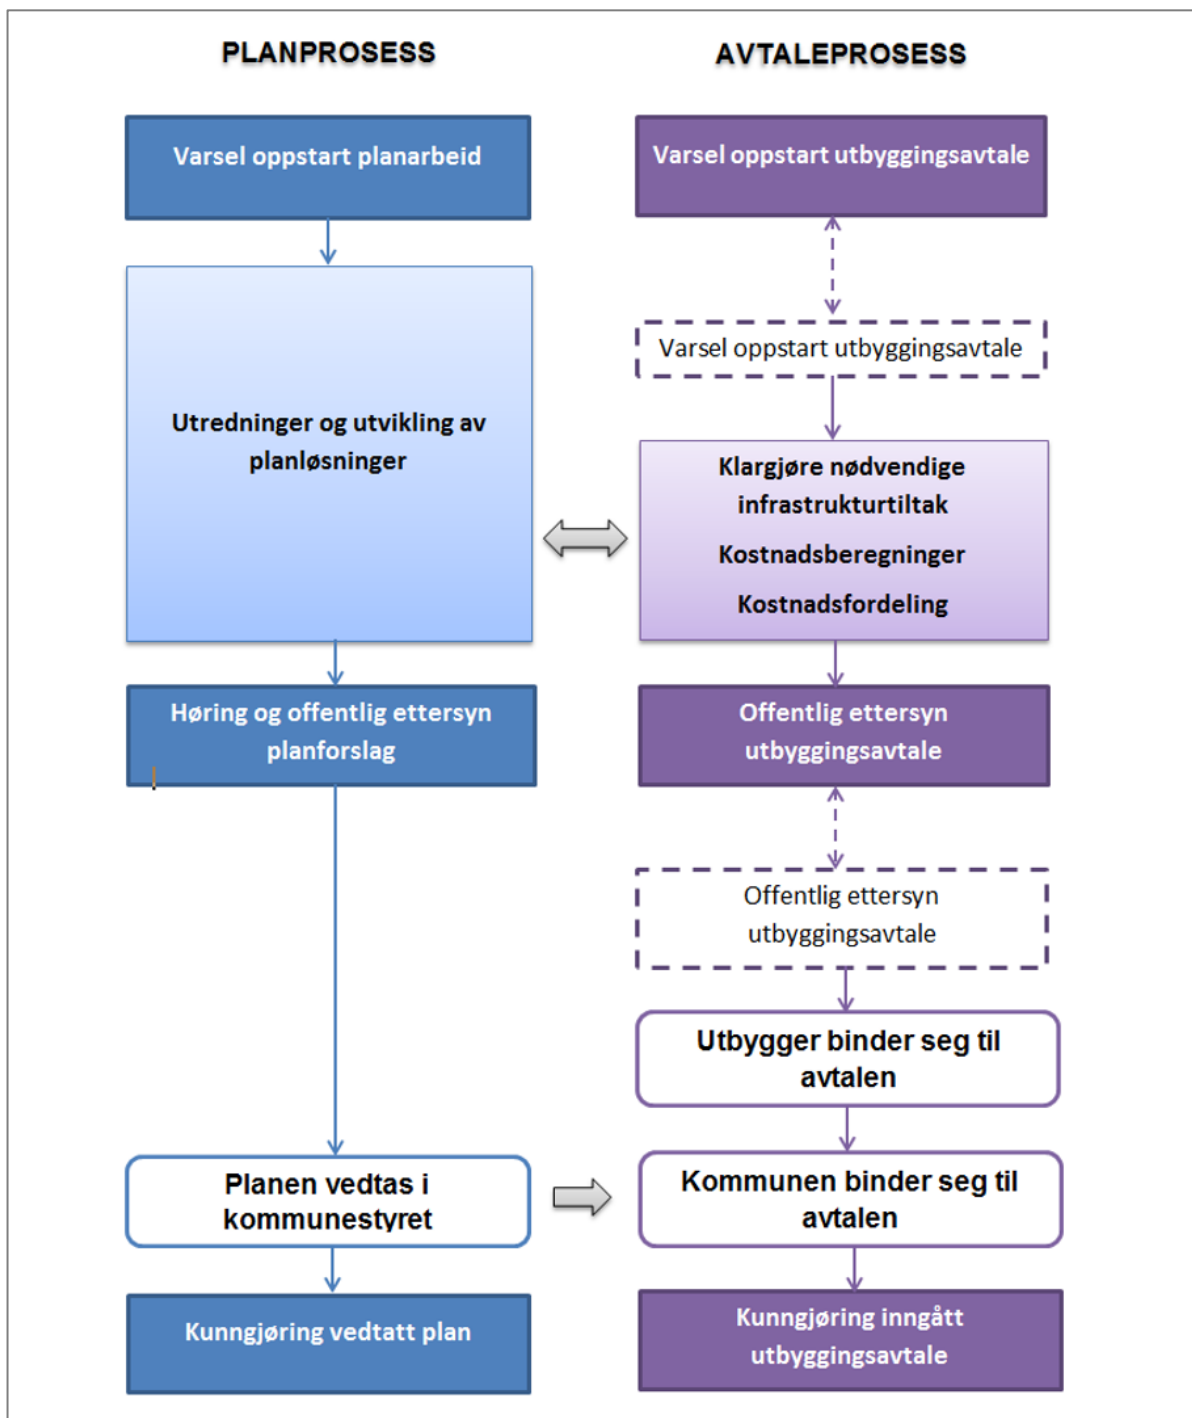 PLANPROSESS
Varsel oppstart planarbeid
Utredninger og utvikling av
planløsninger
Høring og offentlig ettersyn
planforslag
Planen vedtas i
kommunestyret
Kunngjøring vedtatt plan
AVTALEPROSESS
Varsel oppstart utbyggingsavtale
Varsel oppstart utbyggingsavtale
Klargjøre nødvendige
infrastrukturtiltak
Kostnadsberegninger
Kostnadsfordeling
Offentlig ettersyn
utbyggingsavtale
Offentlig ettersyn
utbyggingsavtale
Utbygger binder seg til
avtalen
Kommunen binder seg til
avtalen
Kunngjøring inngått
utbyggingsavtale